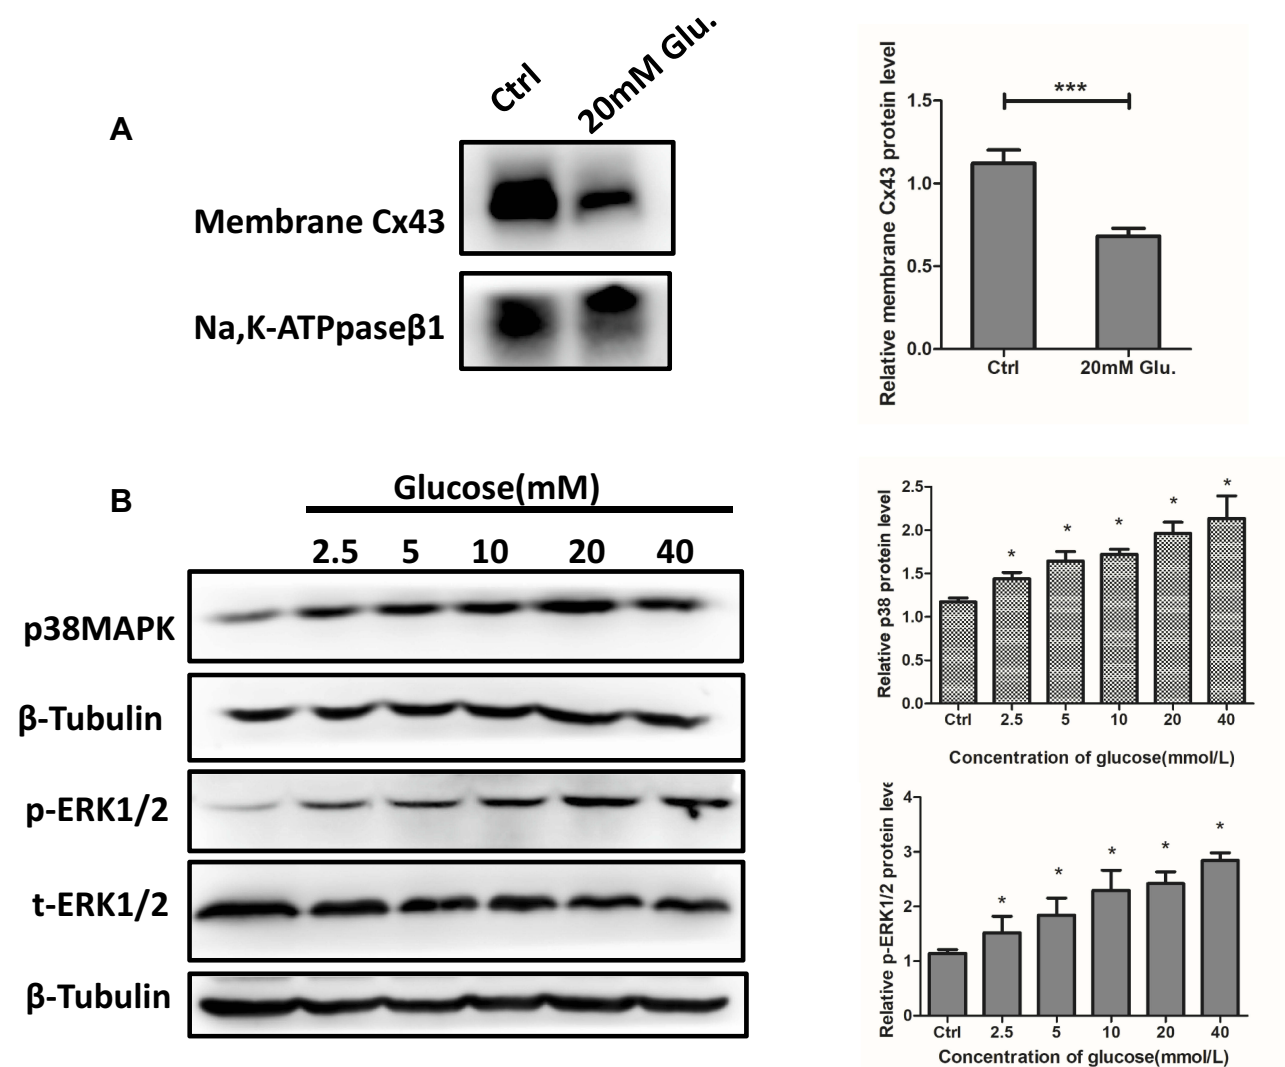 A
Ctrl
20mM Glu.
Membrane Cx43
Na,K-ATPpaseβ1
Relative membrane Cx43 protein level
1.5
1.0
0.5
0.0
***
Ctrl
20mM Glu.
B
Glucose(mM)
2.5 5 10 20 40
p38MAPK
β-Tubulin
p-ERK1/2
t-ERK1/2
β-Tubulin
Relative p38 protein level
2.5
2.0
1.5
1.0
0.5
0.0
* * * * *
Ctrl 2.5 5 10 20 40
Concentration of glucose(mmol/L)
Relative p-ERK1/2 protein leve
4
3
2
1
0
* * * * *
Ctrl 2.5 5 10 20 40
Concentration of glucose(mmol/L)